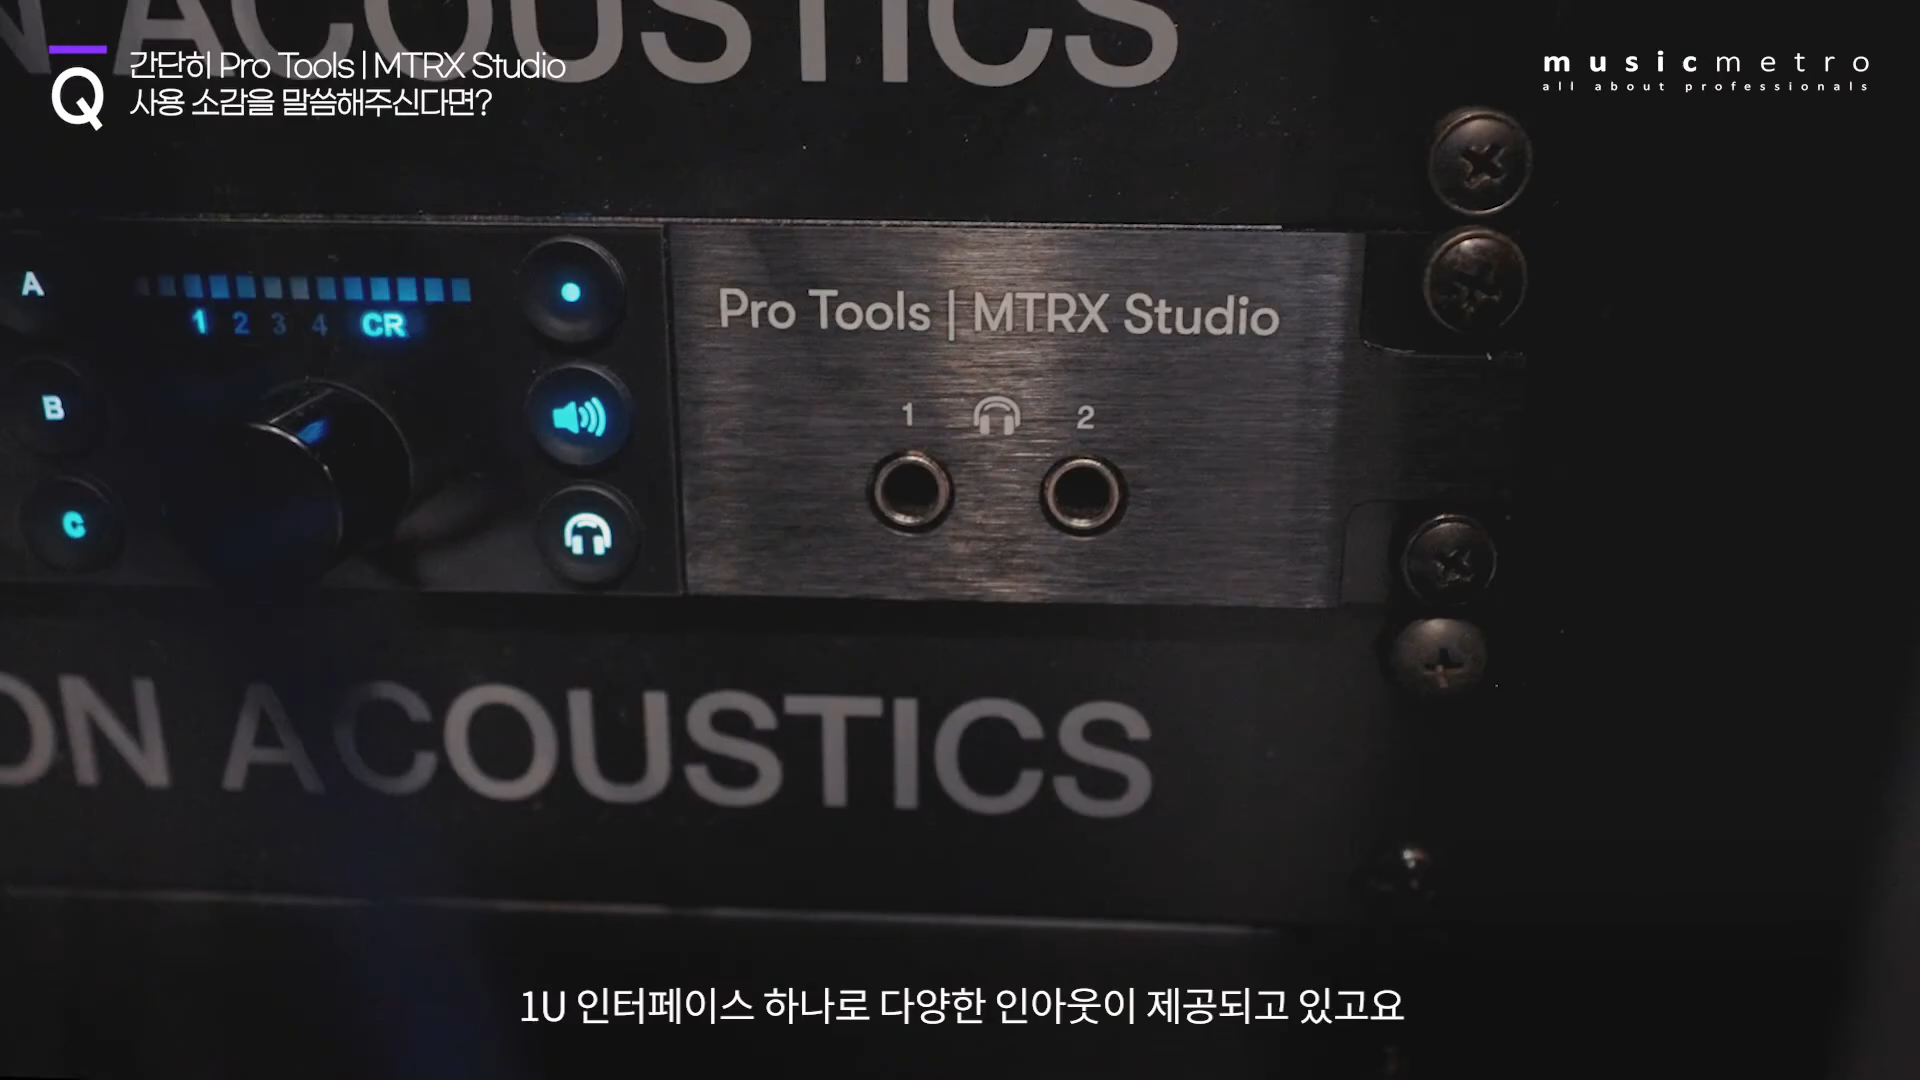 ON ACOUSTICS
Q
간단히 Pro Tools | MTRX Studio
사용 소감을 말씀해주신다면?
musicmetro
all about professionals
A
1 2 3 4 CR
B
C
Pro Tools | MTRX Studio
1 2
ON ACOUSTICS
1U 인터페이스 하나로 다양한 인아웃이 제공되고 있고요